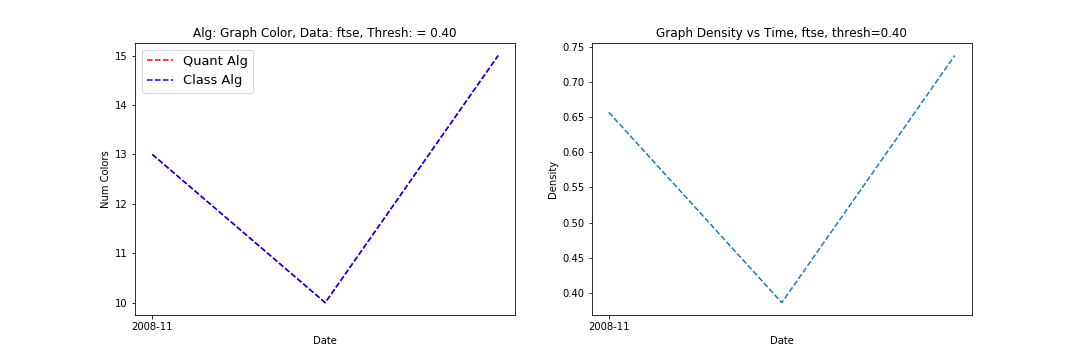 Alg: Graph Color, Data: ftse, Thresh: = 0.40
15
14
13
12
11
10
Num Colors
Quant Alg
Class Alg
2008-11
Date
Graph Density vs Time, ftse, thresh=0.40
0.75
0.70
0.65
0.60
0.55
0.50
0.45
0.40
Density
2008-11
Date